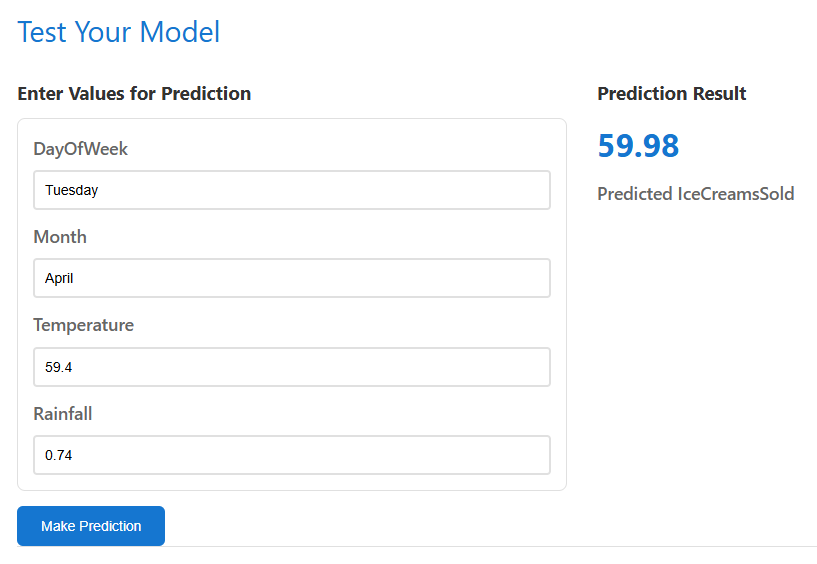 Test Your Model
Enter Values for Prediction
DayOfWeek
Tuesday
Month
April
Temperature
59.4
Rainfall
0.74
Make Prediction
Prediction Result
59.98
Predicted IceCreamsSold